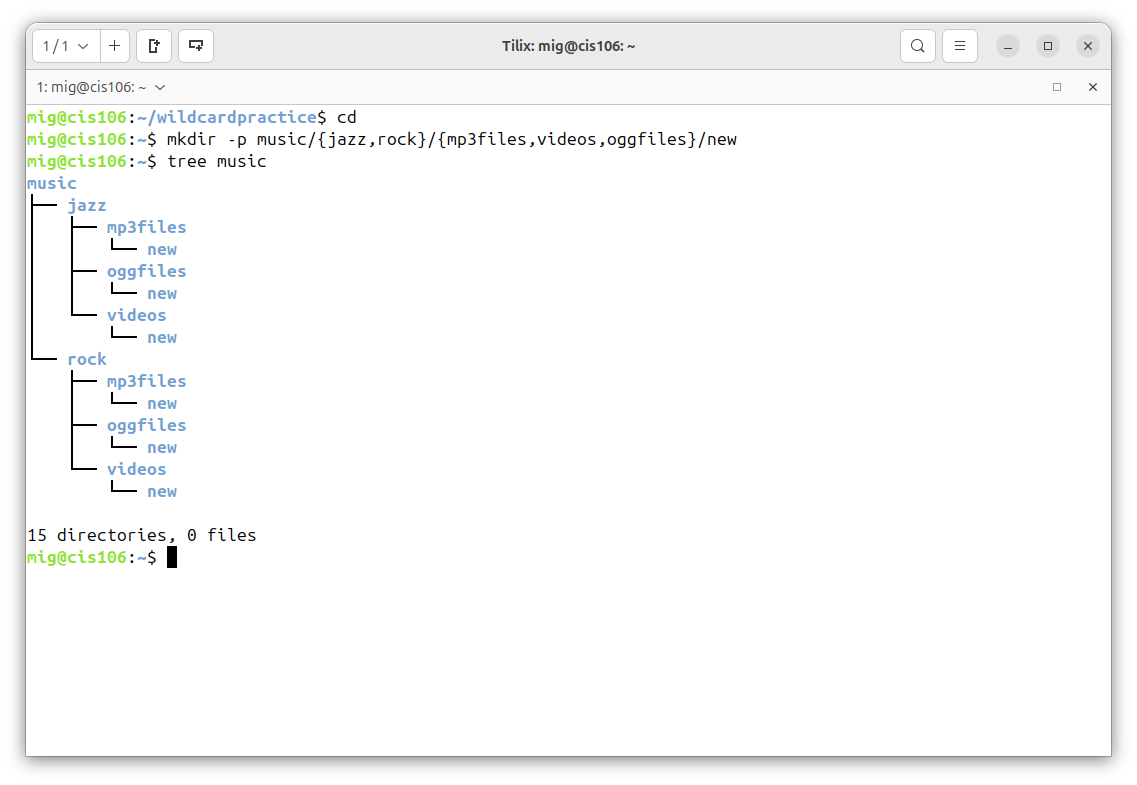 1 / 1
Tilix: mig@cis106: ~
1: mig@cis106: ~
mig@cis106:~/wildcardpractice$ cd
mig@cis106:~$ mkdir -p music/{jazz,rock}/{mp3files,videos,oggfiles}/new
mig@cis106:~$ tree music
music
├── jazz
│   ├── mp3files
│   │   └── new
│   ├── oggfiles
│   │   └── new
│   └── videos
│       └── new
└── rock
    ├── mp3files
    │   └── new
    ├── oggfiles
    │   └── new
    └── videos
        └── new
15 directories, 0 files
mig@cis106:~$